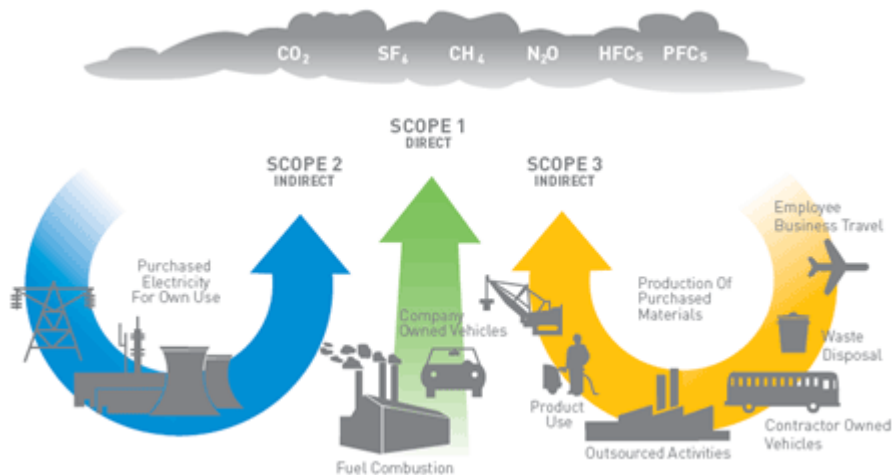 CO₂ SF₆ CH₄ N₂O HFCs PFCs
SCOPE 1
DIRECT
SCOPE 2
INDIRECT
SCOPE 3
INDIRECT
Purchased
Electricity
For Own Use
Company
Owned Vehicles
Fuel Combustion
Production Of
Purchased
Materials
Employee
Business Travel
Waste
Disposal
Contractor Owned
Vehicles
Outsourced Activities
Product
Use